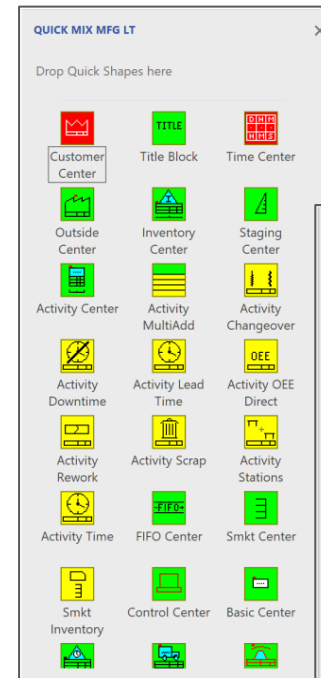 QUICK MIX MFG LT
Drop Quick Shapes here
TITLE
D H M
H M S
Customer Center
Title Block
Time Center
Outside Center
Inventory Center
Staging Center
Activity Center
Activity MultiAdd
Activity Changeover
OEE
Activity Downtime
Activity Lead Time
Activity OEE Direct
Activity Rework
Activity Scrap
Activity Stations
FIFO
Activity Time
FIFO Center
Smkt Center
Smkt Inventory
Control Center
Basic Center